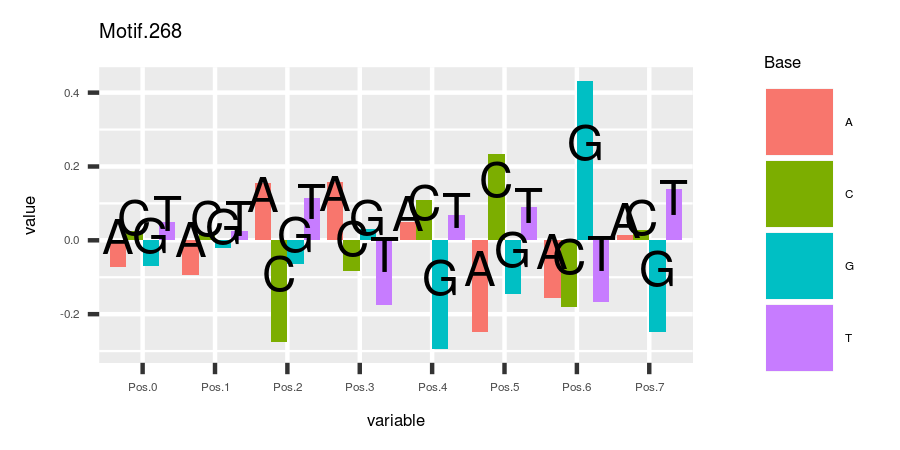 Motif.268
Base
value
0.4
0.2
0.0
-0.2
A C G T A C G T A C G T A C G T A C G T A C G T A C G T A C G T
Pos.0 Pos.1 Pos.2 Pos.3 Pos.4 Pos.5 Pos.6 Pos.7
variable
A
C
G
T